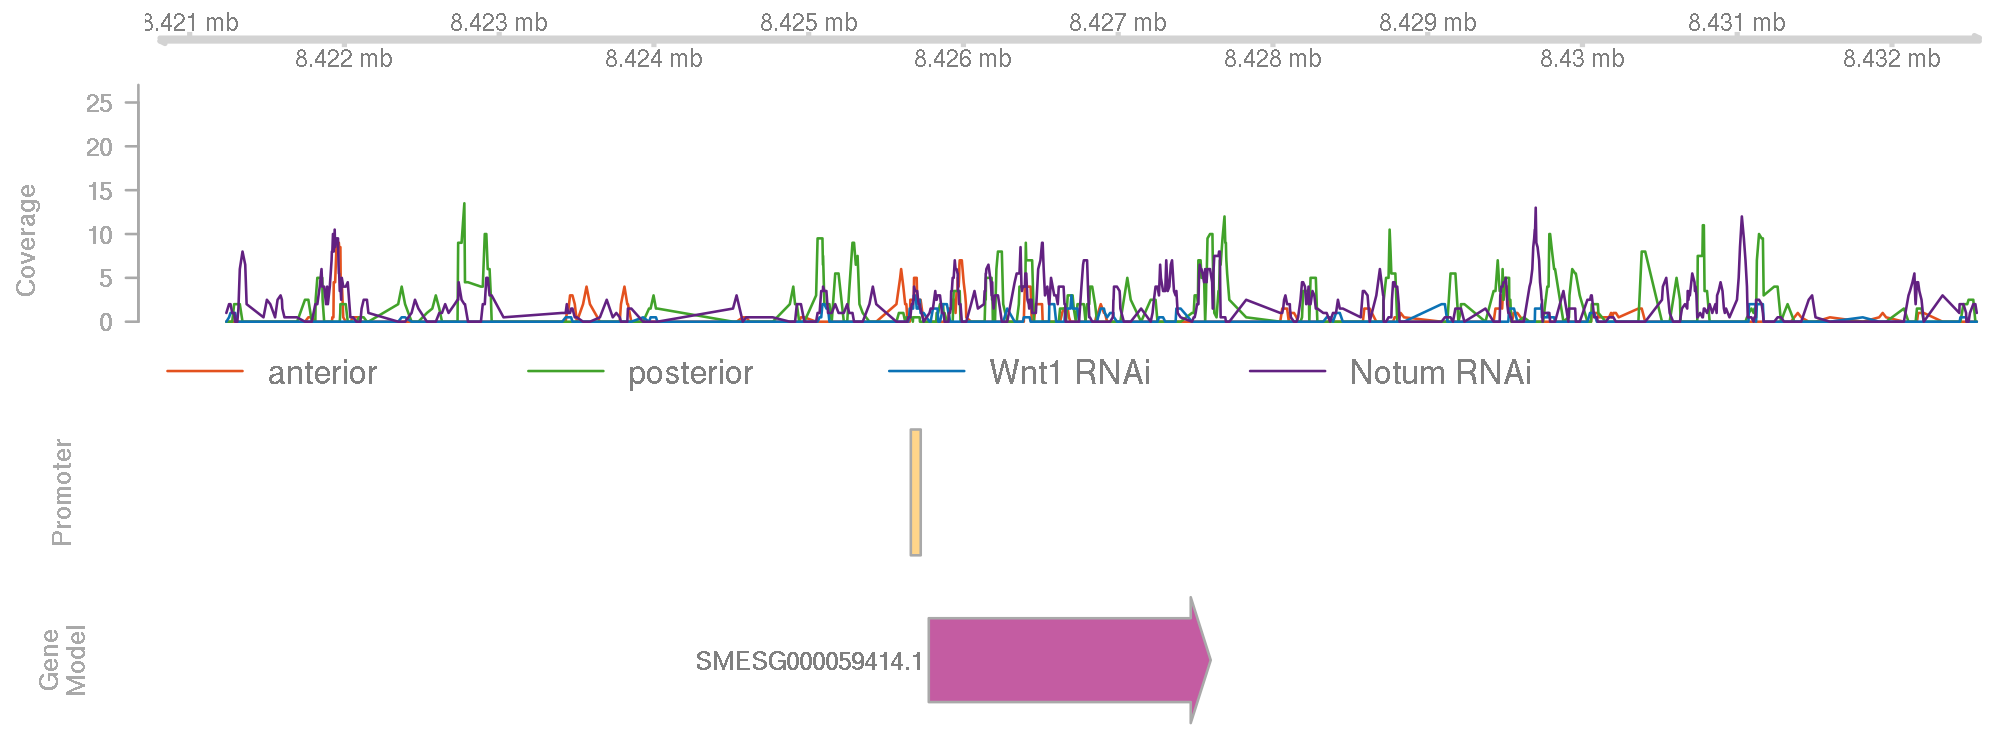 8.421 mb 8.423 mb 8.425 mb 8.427 mb 8.429 mb 8.431 mb
8.422 mb 8.424 mb 8.426 mb 8.428 mb 8.43 mb 8.432 mb
25
20
15
10
5
0
Coverage
anterior posterior Wnt1 RNAi Notum RNAi
Promoter
Gene
Model
SMESG000059414.1